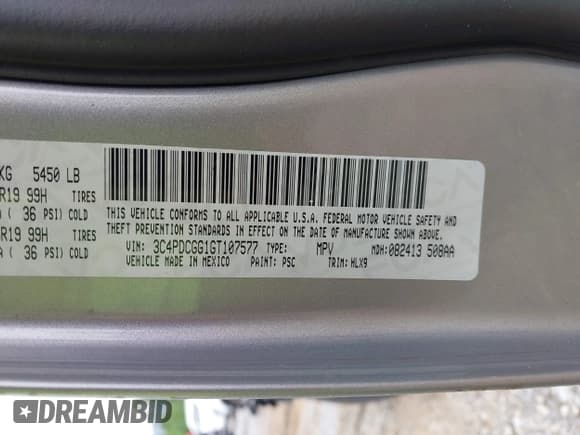 KG 5450 LB
R19 99H TIRES
A ( 36 PSI) COLD
R19 99H TIRES
A ( 36 PSI) COLD
THIS VEHICLE CONFORMS TO ALL APPLICABLE U.S.A. FEDERAL MOTOR VEHICLE SAFETY AND
THEFT PREVENTION STANDARDS IN EFFECT ON THE DATE OF MANUFACTURE SHOWN ABOVE.
VIN: 3C4PDCGG1GT107577 TYPE: MPV MDH:082413 508AA
VEHICLE MADE IN MEXICO PAINT: PSC TRIM: HLX9
DREAMBID